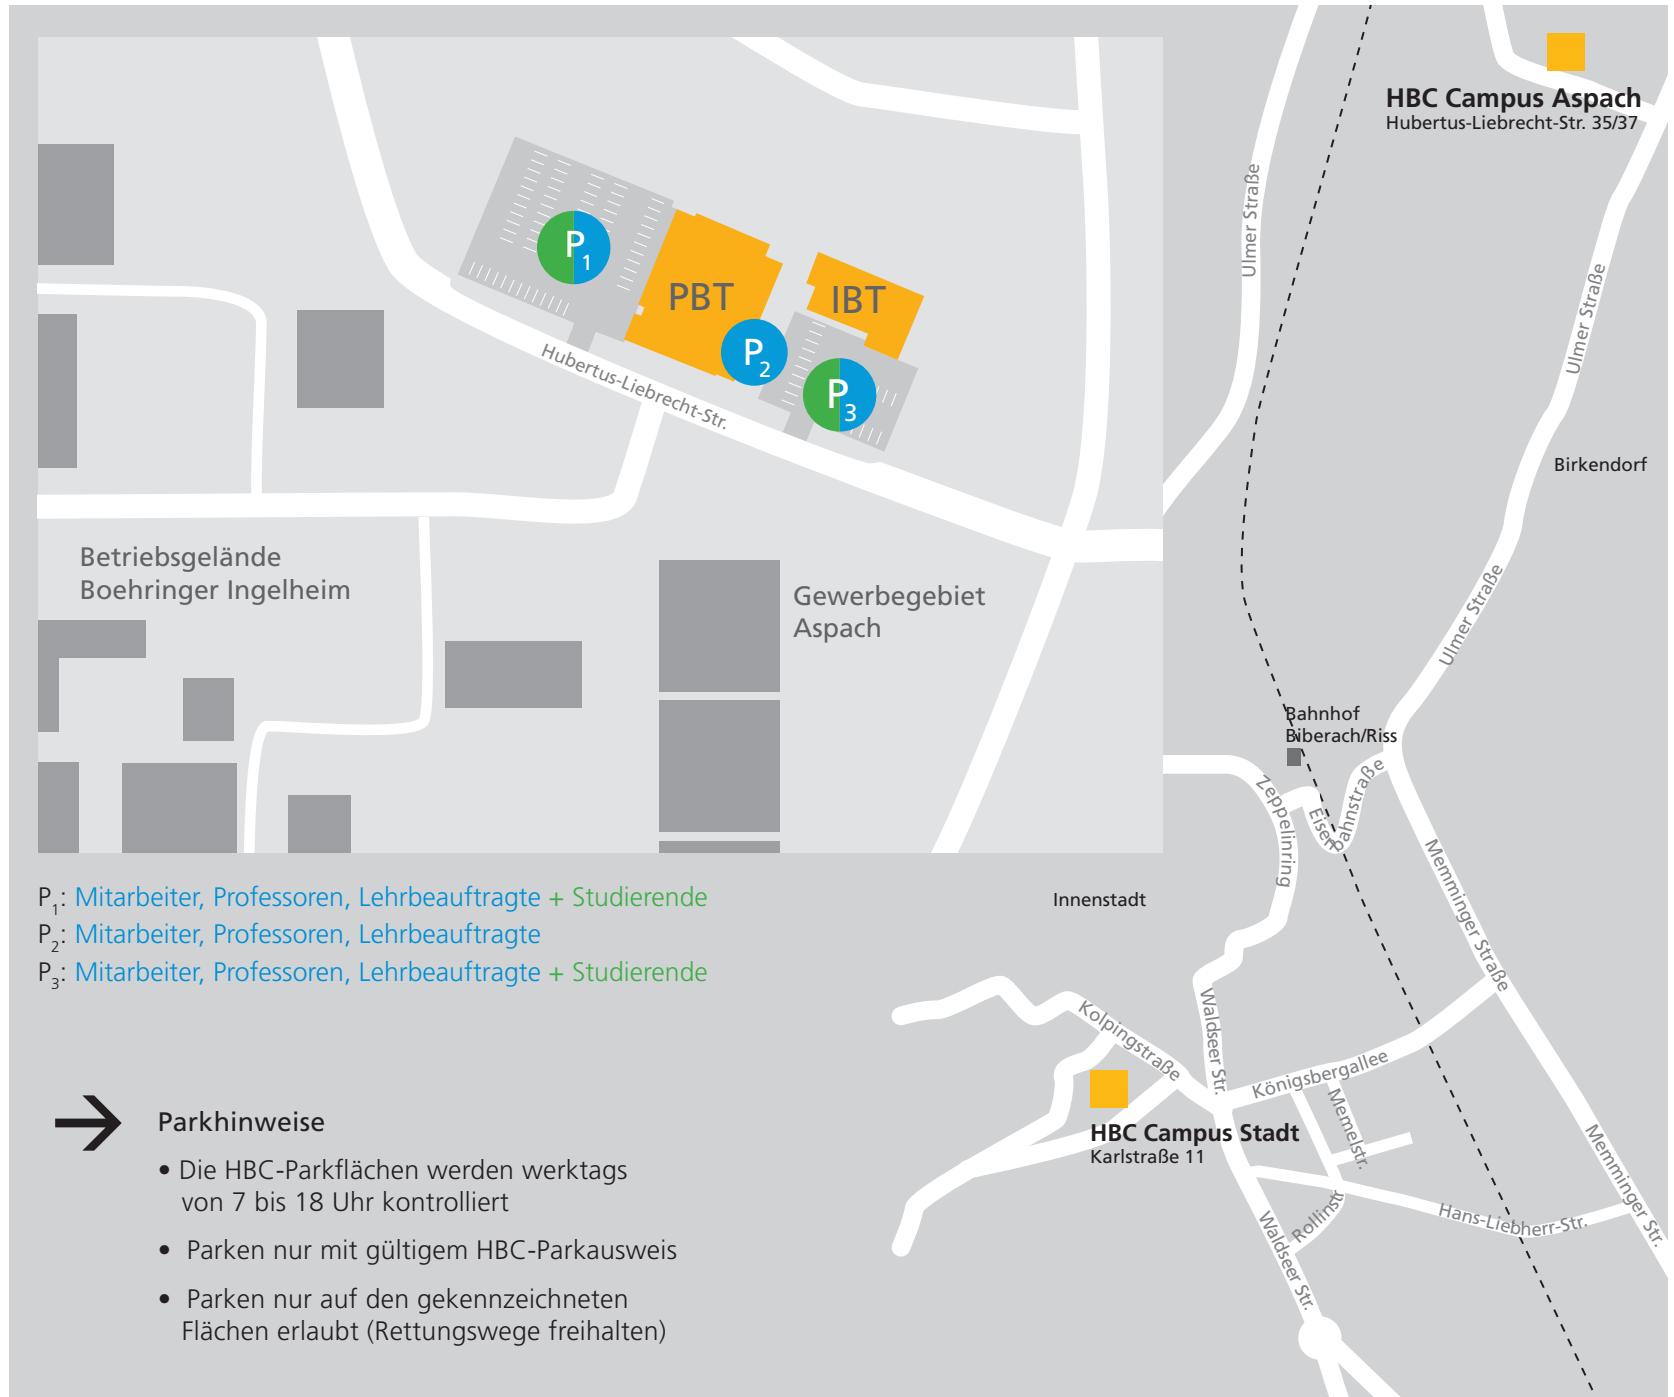 HBC Campus Aspach
Hubertus-Liebrecht-Str. 35/37
Ulmer Straße
Ulmer Straße
Birkendorf
Ulmer Straße
P1
PBT
IBT
P2
P3
Hubertus-Liebrecht-Str.
Betriebsgelände
Boehringer Ingelheim
Gewerbegebiet
Aspach
Bahnhof
Biberach/Riss
Zeppelinring
Eisenbahnstraße
Memminger Straße
Innenstadt
P1: Mitarbeiter, Professoren, Lehrbeauftragte + Studierende
P2: Mitarbeiter, Professoren, Lehrbeauftragte
P3: Mitarbeiter, Professoren, Lehrbeauftragte + Studierende
Kolpingstraße
Waldseer Str.
Königsbergallee
Memelstr.
HBC Campus Stadt
Karlstraße 11
Memminger Str.
Hans-Liebherr-Str.
Rollinstr
Waldseer Str.
Parkhinweise
• Die HBC-Parkflächen werden werktags
von 7 bis 18 Uhr kontrolliert
• Parken nur mit gültigem HBC-Parkausweis
• Parken nur auf den gekennzeichneten
Flächen erlaubt (Rettungswege freihalten)